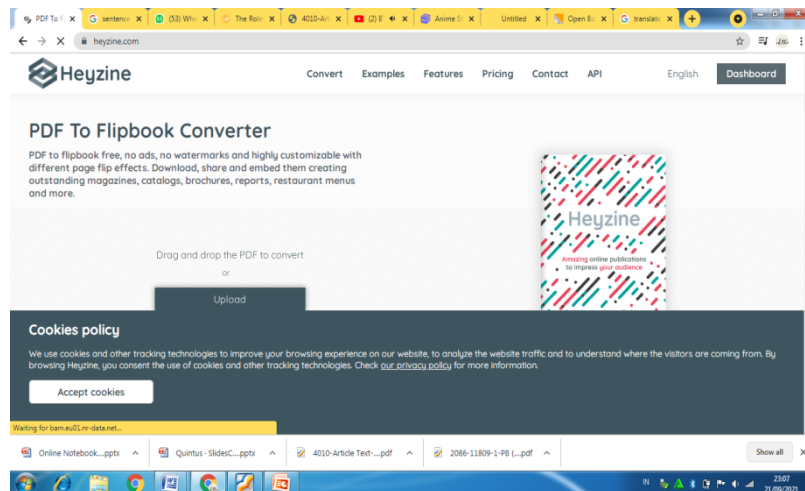 PDF To F
sentence
(53) Wha
The Role
4010-Art
Anime S
Untitled
Open Bo
translate
heyzine.com
Heyzine
Convert Examples Features Pricing Contact API English Dashboard
PDF To Flipbook Converter
PDF to flipbook free, no ads, no watermarks and highly customizable with
different page flip effects. Download, share and embed them creating
outstanding magazines, catalogs, brochures, reports, restaurant menus
and more.
Drag and drop the PDF to convert
or
Upload
Heyzine
Amazing online publications
to impress your audience
Cookies policy
We use cookies and other tracking technologies to improve your browsing experience on our website, to analyze the website traffic and to understand where the visitors are coming from. By
browsing Heyzine, you consent the use of cookies and other tracking technologies. Check our privacy policy for more information.
Accept cookies
Waiting for bam.eu01.nr-data.net...
Online Notebook....pptx
Quintus · SlidesC....pptx
4010-Article Text-....pdf
2086-11809-1-PB (....pdf
Show all
IN
23:07
21/09/2021